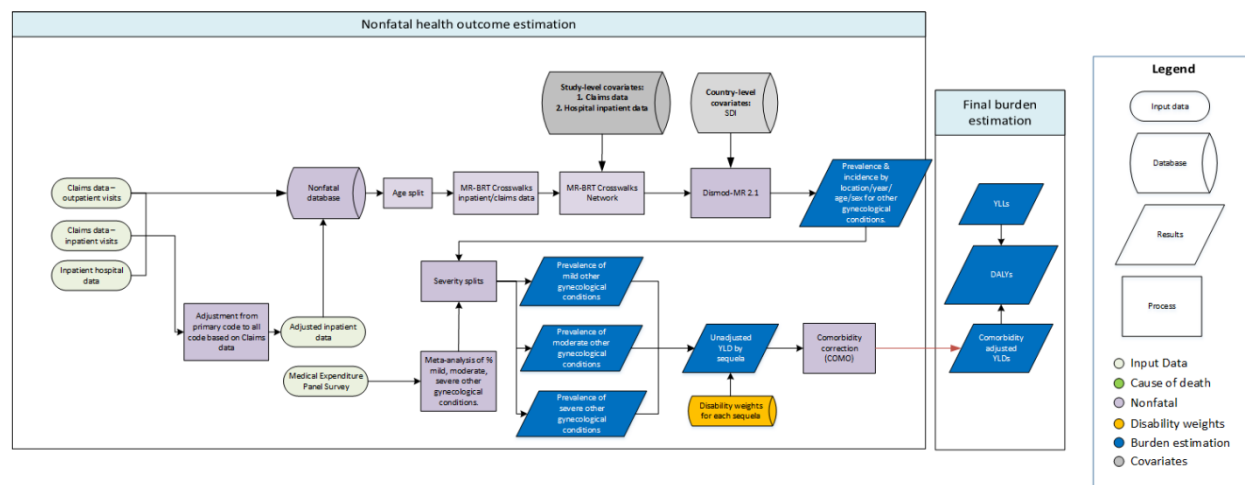 Nonfatal health outcome estimation
Study-level covariates:
1. Claims data
2. Hospital inpatient data
Country-level
covariates:
SDI
Claims data –
outpatient visits
Claims data –
inpatient visits
Inpatient hospital
data
Nonfatal
database
Age split
MR-BRT Crosswalks
inpatient/claims data
MR-BRT Crosswalks
Network
Dismod-MR 2.1
Prevalence &
incidence by
location/year/
age/sex for other
gynecological
conditions.
Adjustment from
primary code to all
code based on Claims
data
Adjusted inpatient
data
Medical Expenditure
Panel Survey
Severity splits
Meta-analysis of %
mild, moderate,
severe other
gynecological
conditions.
Prevalence of
mild other
gynecological
conditions
Prevalence of
moderate other
gynecological
conditions
Prevalence of
severe other
gynecological
conditions
Unadjusted
YLD by
sequela
Disability weights
for each sequela
Comorbidity
correction
(COMO)
Final burden
estimation
YLLs
DALYs
Comorbidity
adjusted YLDs
Legend
Input data
Database
Results
Process
Input Data
Cause of death
Nonfatal
Disability weights
Burden estimation
Covariates